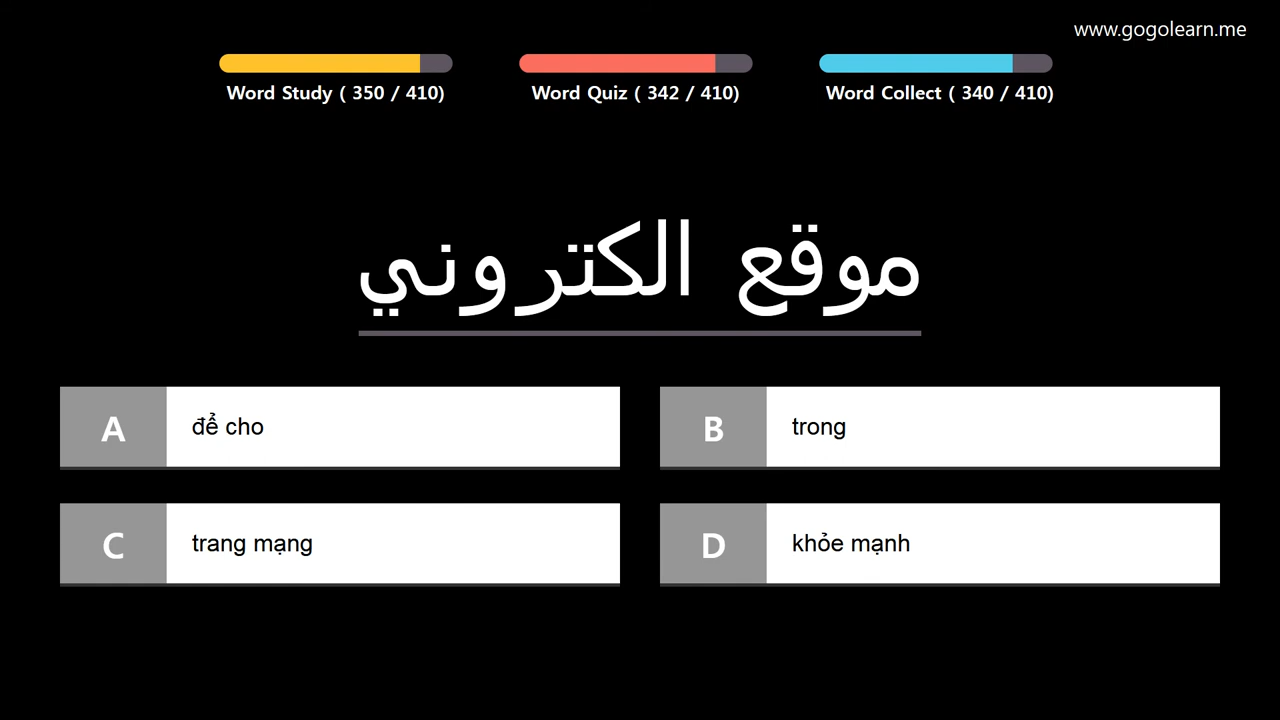 www.gogolearn.me
Word Study ( 350 / 410)
Word Quiz ( 342 / 410)
Word Collect ( 340 / 410)
موقع الكتروني
A
để cho
B
trong
C
trang mạng
D
khỏe mạnh